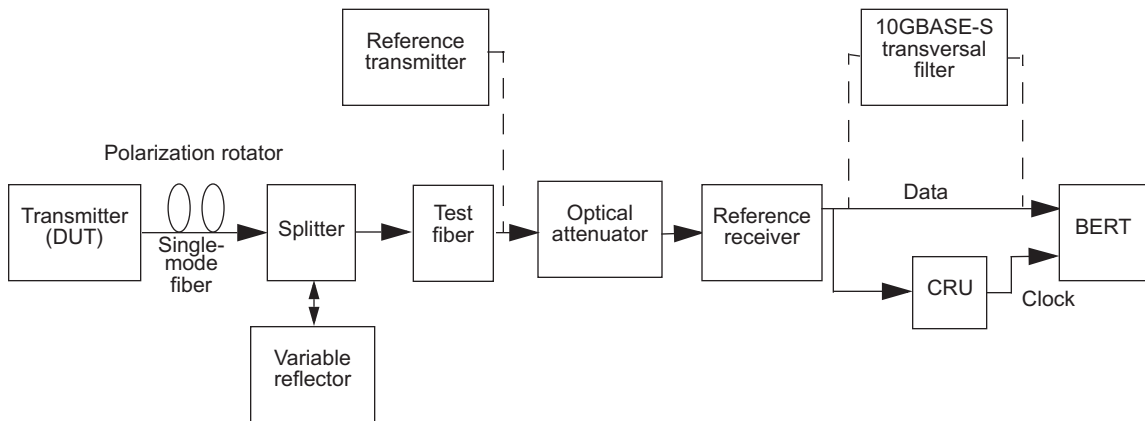 Reference
transmitter
10GBASE-S
transversal
filter
Polarization rotator
Transmitter
(DUT)
Single-
mode
fiber
Splitter
Test
fiber
Optical
attenuator
Reference
receiver
Data
BERT
CRU
Clock
Variable
reflector